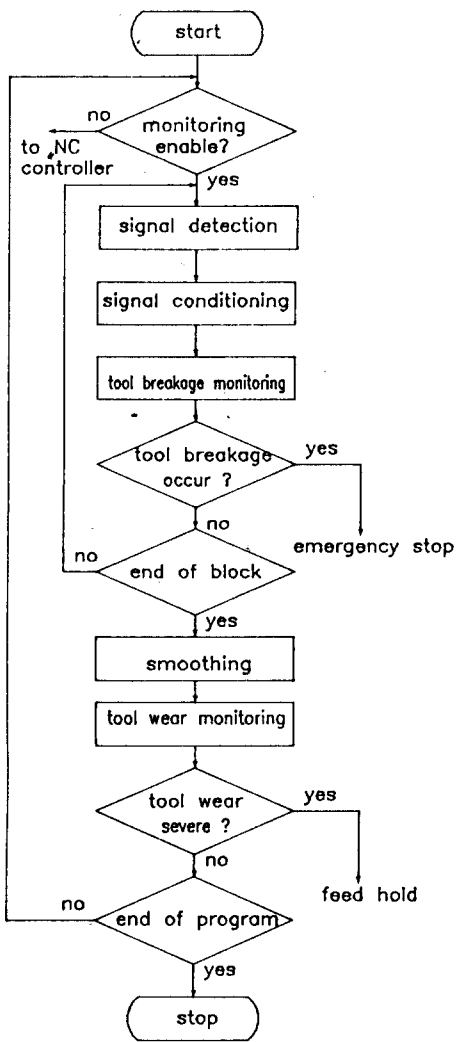 start
no
monitoring
enable?
to NC
controller
yes
signal detection
signal conditioning
tool breakage monitoring
tool breakage
occur ?
yes
no
emergency stop
no
end of block
yes
smoothing
tool wear monitoring
tool wear
severe ?
yes
no
feed hold
no
end of program
yes
stop